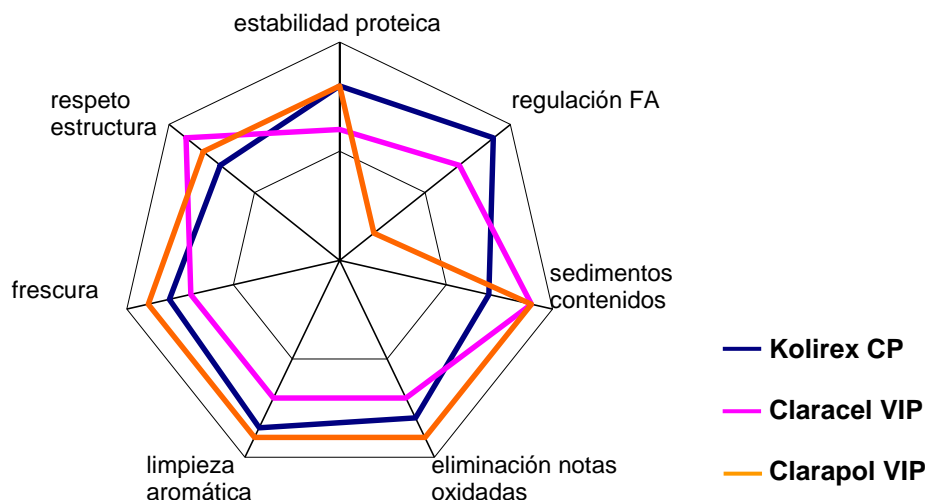 estabilidad proteica
respeto
estructura
regulación FA
frescura
sedimentos
contenidos
limpieza
aromática
eliminación notas
oxidadas
Kolirex CP
Claracel VIP
Clarapol VIP